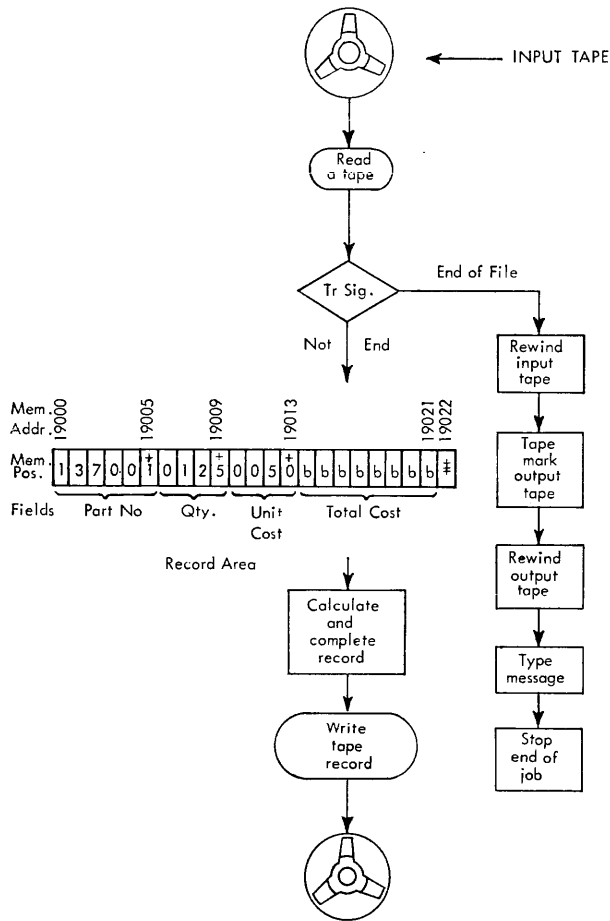 INPUT TAPE
Read
a tape
Tr Sig.
End of File
Not End
Rewind
input
tape
Tape
mark
output
tape
Rewind
output
tape
Type
message
Stop
end of
job
Mem.
Addr.
19000 19005 19009 19013 19021 19022
Mem.
Pos.
+ + +
1 3 7 0 0 1 0 1 2 5 0 0 5 0 b b b b b b b b ‡
Fields Part No Qty. Unit
Cost Total Cost
Record Area
Calculate
and
complete
record
Write
tape
record